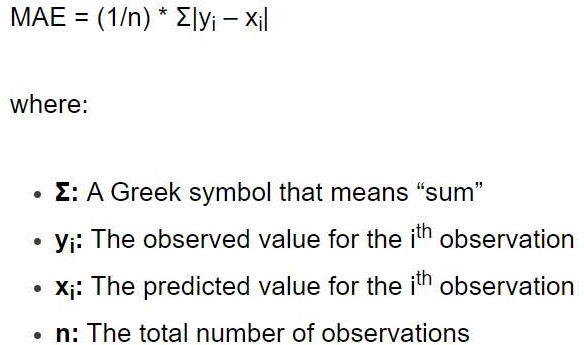 MAE = (1/n) * Σ|yᵢ – xᵢ|
where:
• Σ: A Greek symbol that means “sum”
• yᵢ: The observed value for the iᵗʰ observation
• xᵢ: The predicted value for the iᵗʰ observation
• n: The total number of observations